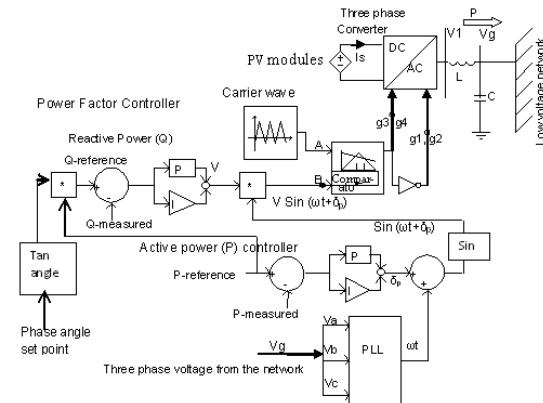 Three phase
Converter
P
V1
Vg
PV modules
Is
DC
AC
L
C
Low voltage network
Carrier wave
Power Factor Controller
g3
g4
g1,
g2
Reactive Power (Q)
Q-reference
P
V
A
I
B
Compar-
ato
*
*
V Sin (ωt+δp)
Q-measured
Sin (ωt+δp)
Active power (P) controller
Sin
Tan
angle
P-reference
P
I
δp
P-measured
Phase angle
set point
Va
Vg
Vb
PLL
ωt
Three phase voltage from the network
Vc